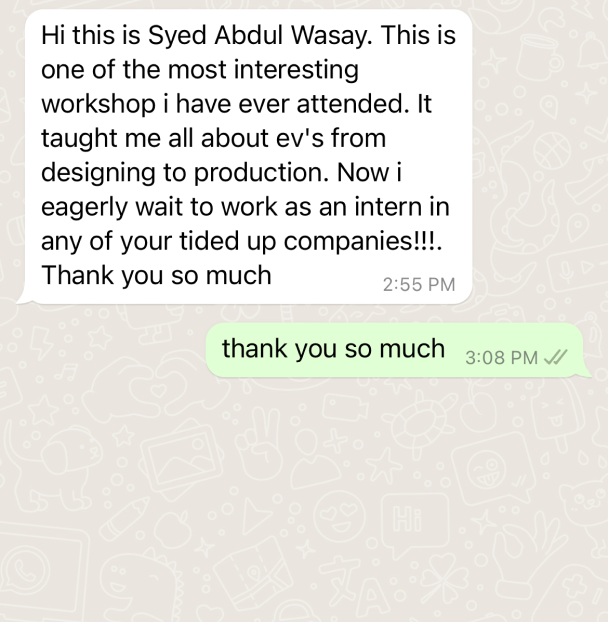 Hi this is Syed Abdul Wasay. This is
one of the most interesting
workshop i have ever attended. It
taught me all about ev's from
designing to production. Now i
eagerly wait to work as an intern in
any of your tided up companies!!!.
Thank you so much
2:55 PM
thank you so much
3:08 PM
Hi